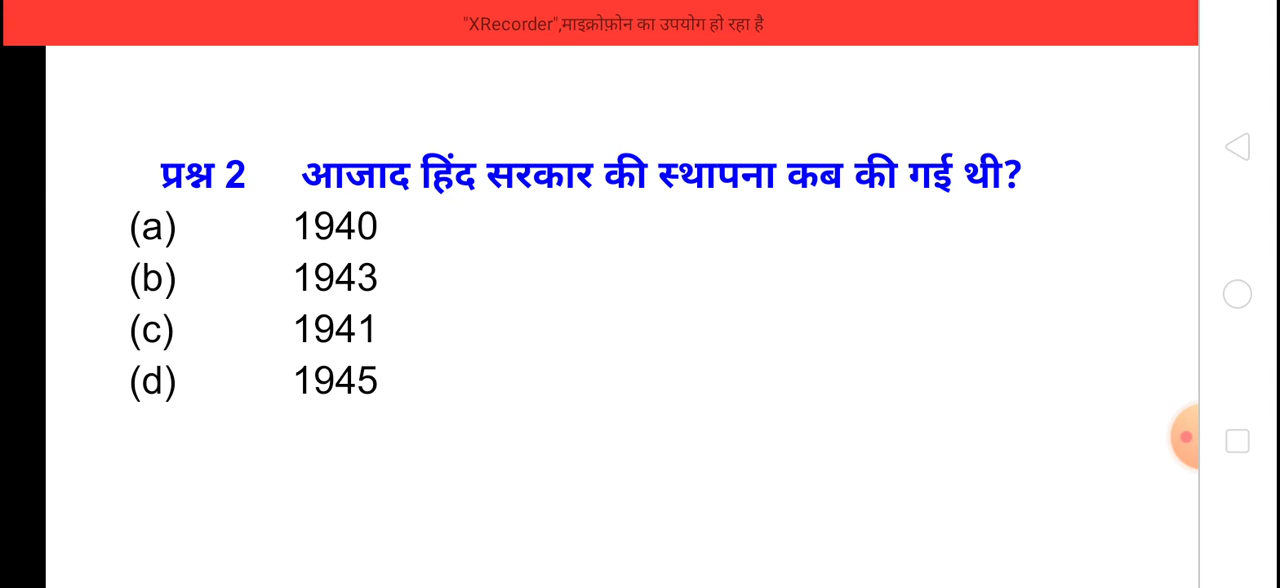 "XRecorder",माइक्रोफ़ोन का उपयोग हो रहा है
प्रश्न 2 आजाद हिंद सरकार की स्थापना कब की गई थी?
(a) 1940
(b) 1943
(c) 1941
(d) 1945